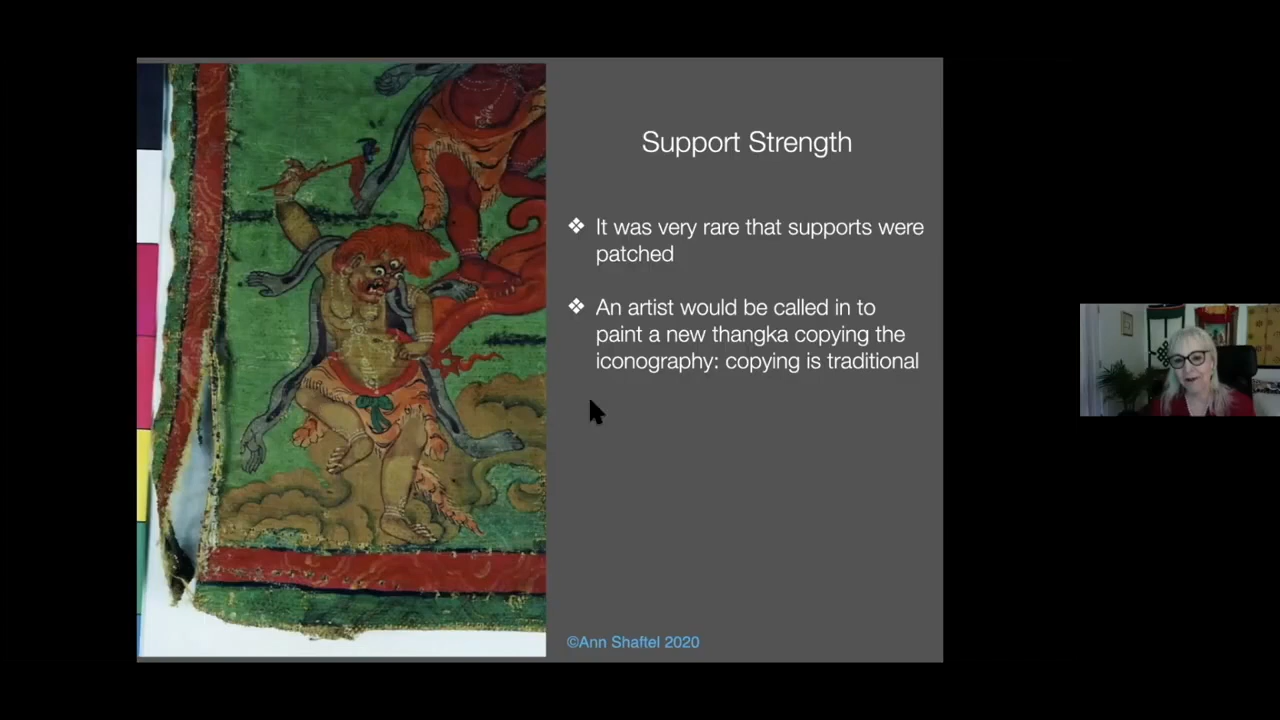 Support Strength
❖ It was very rare that supports were
patched
❖ An artist would be called in to
paint a new thangka copying the
iconography: copying is traditional
©Ann Shaftel 2020